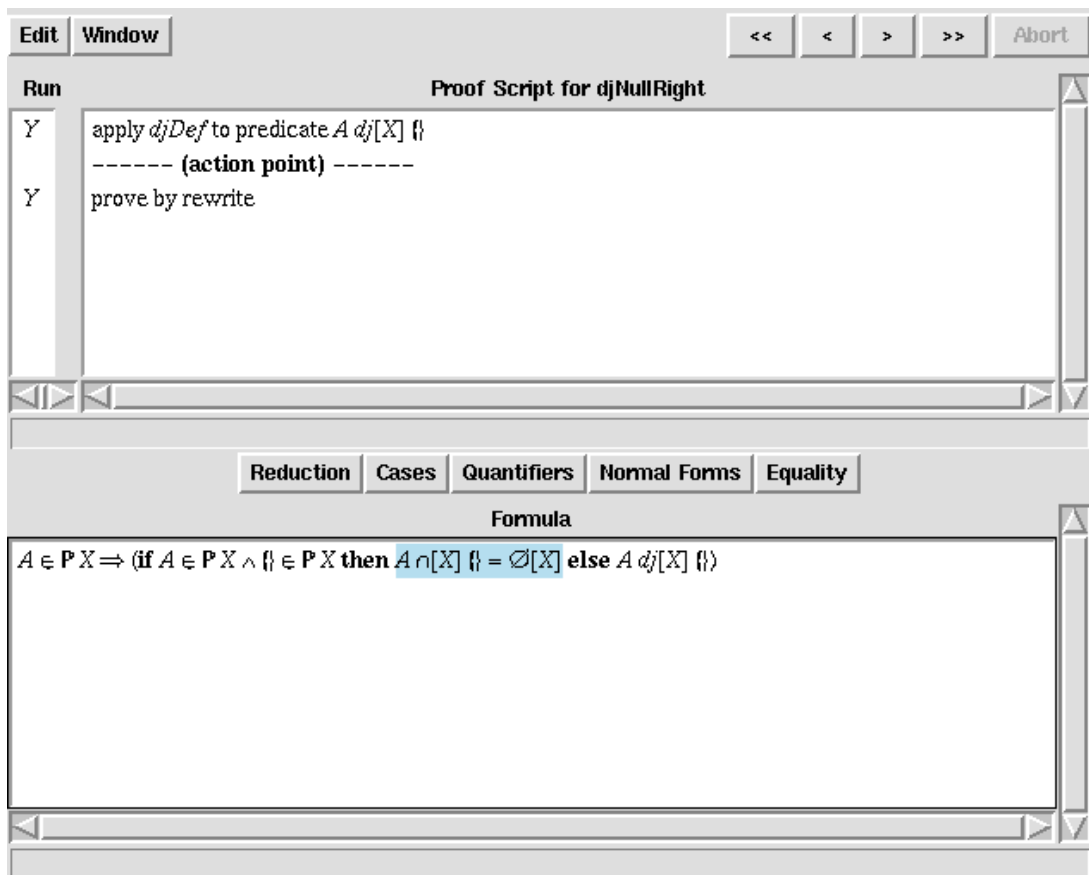 Edit Window << < > >> Abort
Run Proof Script for djNullRight
Y apply djDef to predicate A dj[X] {}
------ (action point) ------
Y prove by rewrite
Reduction Cases Quantifiers Normal Forms Equality
Formula
A ∈ ℙ X ⇒ (if A ∈ ℙ X ∧ {} ∈ ℙ X then A ∩[X] {} = ∅[X] else A dj[X] {})